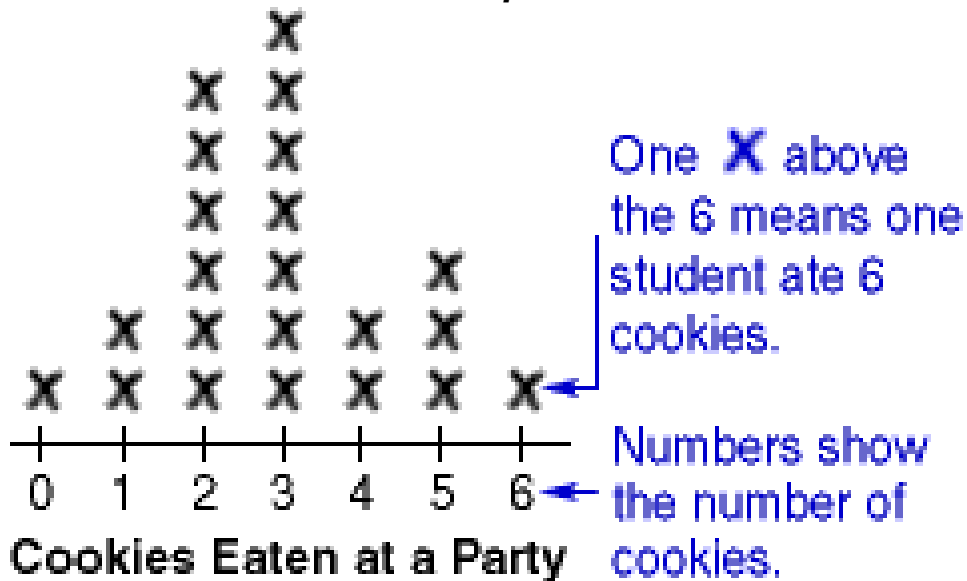 One X above
the 6 means one
student ate 6
cookies.
0 1 2 3 4 5 6
Numbers show
the number of
cookies.
Cookies Eaten at a Party